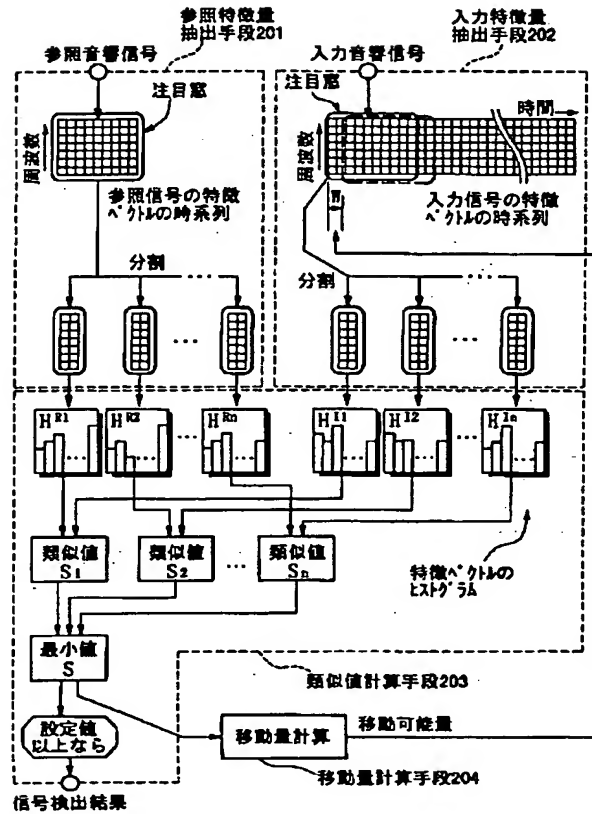 参照特徴量
抽出手段201
入力特徴量
抽出手段202
参照音響信号
入力音響信号
注目窓
注目窓
時間
周波数
周波数
参照信号の特徴
ベクトルの時系列
W
入力信号の特徴
ベクトルの時系列
分割
...
分割
...
...
...
H R1
H R2
...
H Rn
H I1
H I2
...
H In
類似値
S1
類似値
S2
...
類似値
Sn
特徴ベクトルの
ヒストグラム
最小値
S
類似値計算手段203
設定値
以上なら
移動量計算
移動可能量
移動量計算手段204
信号検出結果